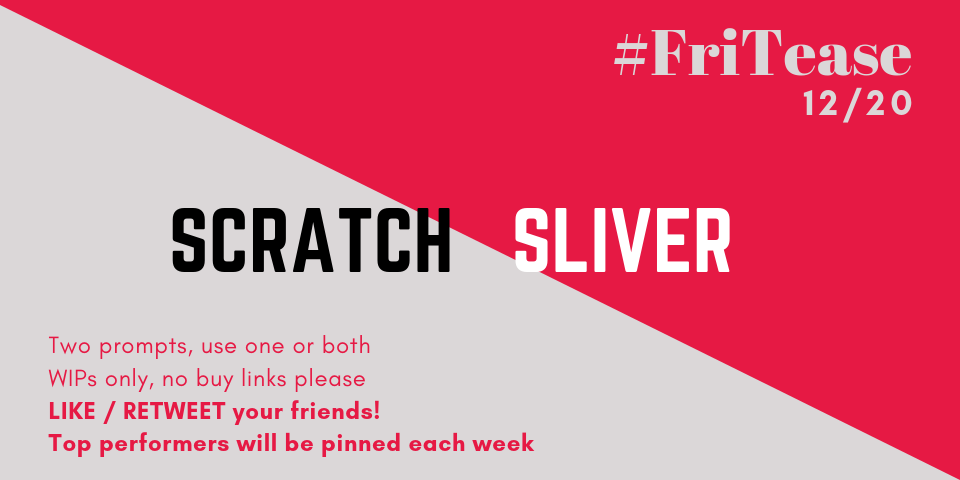 #FriTease
12/20
SCRATCH SLIVER
Two prompts, use one or both
WIPs only, no buy links please
LIKE / RETWEET your friends!
Top performers will be pinned each week